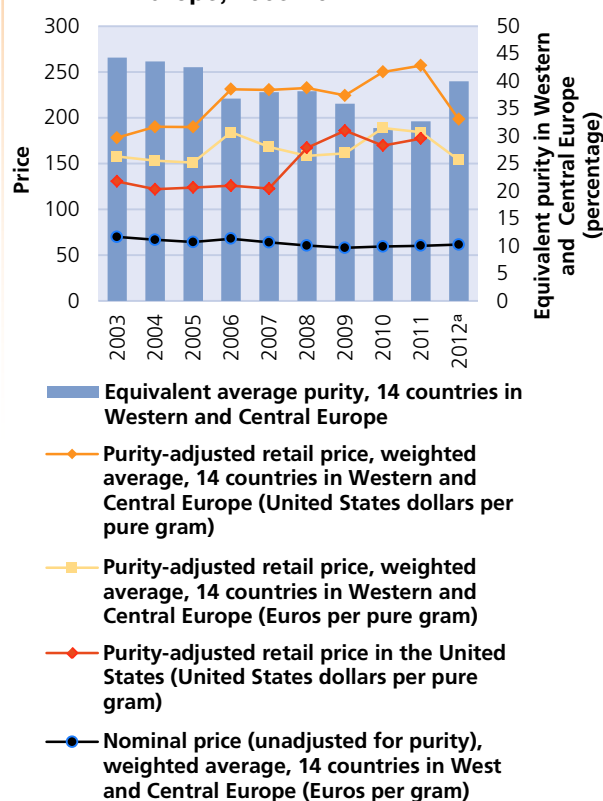 300
250
200
150
100
50
0
Price
50
45
40
35
30
25
20
15
10
5
0
Equivalent purity in Western
and Central Europe
(percentage)
2003
2004
2005
2006
2007
2008
2009
2010
2011
2012a
Equivalent average purity, 14 countries in
Western and Central Europe
Purity-adjusted retail price, weighted
average, 14 countries in Western and
Central Europe (United States dollars per
pure gram)
Purity-adjusted retail price, weighted
average, 14 countries in Western and
Central Europe (Euros per pure gram)
Purity-adjusted retail price in the United
States (United States dollars per pure
gram)
Nominal price (unadjusted for purity),
weighted average, 14 countries in West
and Central Europe (Euros per gram)